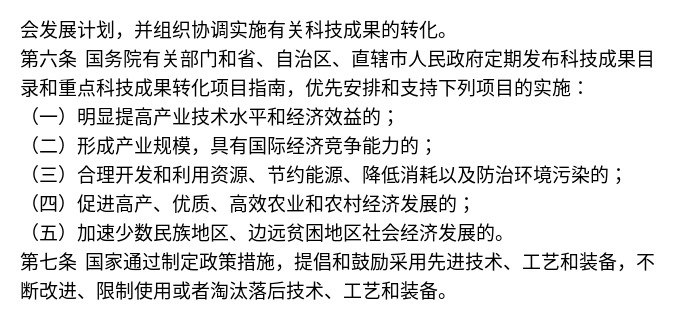 会发展计划，并组织协调实施有关科技成果的转化。
第六条 国务院有关部门和省、自治区、直辖市人民政府定期发布科技成果目
录和重点科技成果转化项目指南，优先安排和支持下列项目的实施：
（一）明显提高产业技术水平和经济效益的；
（二）形成产业规模，具有国际经济竞争能力的；
（三）合理开发和利用资源、节约能源、降低消耗以及防治环境污染的；
（四）促进高产、优质、高效农业和农村经济发展的；
（五）加速少数民族地区、边远贫困地区社会经济发展的。
第七条 国家通过制定政策措施，提倡和鼓励采用先进技术、工艺和装备，不
断改进、限制使用或者淘汰落后技术、工艺和装备。